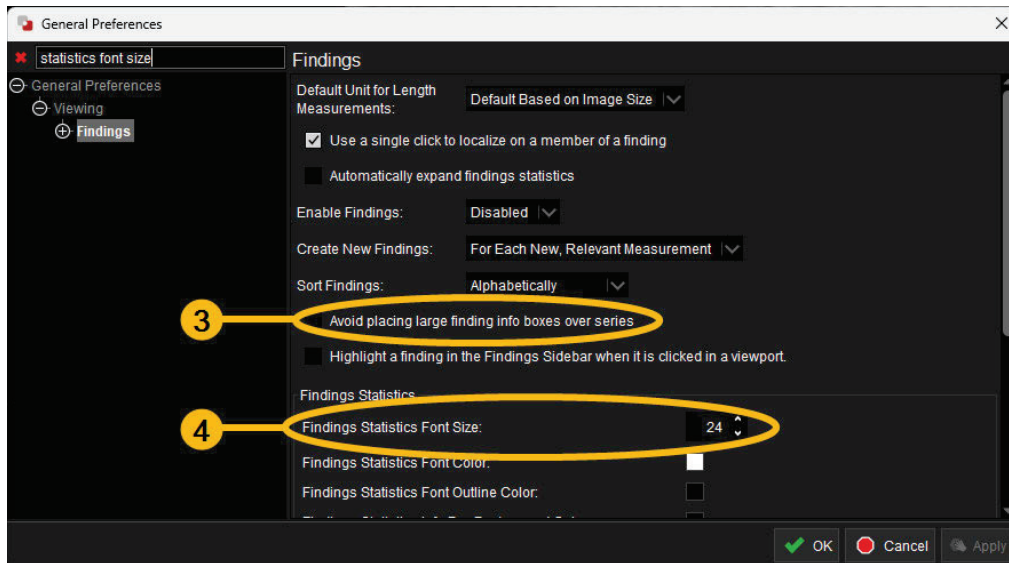 General Preferences
statistics font size
Findings
General Preferences
Viewing
Findings
Default Unit for Length
Measurements:
Default Based on Image Size
Use a single click to localize on a member of a finding
Automatically expand findings statistics
Enable Findings: Disabled
Create New Findings: For Each New, Relevant Measurement
Sort Findings: Alphabetically
3 Avoid placing large finding info boxes over series
Highlight a finding in the Findings Sidebar when it is clicked in a viewport.
Findings Statistics
4 Findings Statistics Font Size: 24
Findings Statistics Font Color:
Findings Statistics Font Outline Color:
OK Cancel Apply